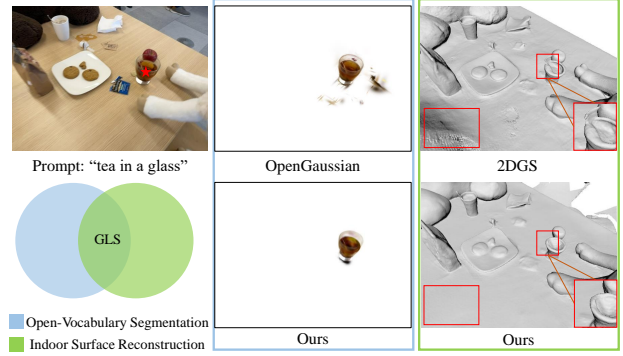 Prompt: “tea in a glass”
OpenGaussian
2DGS
GLS
Open-Vocabulary Segmentation
Indoor Surface Reconstruction
Ours
Ours